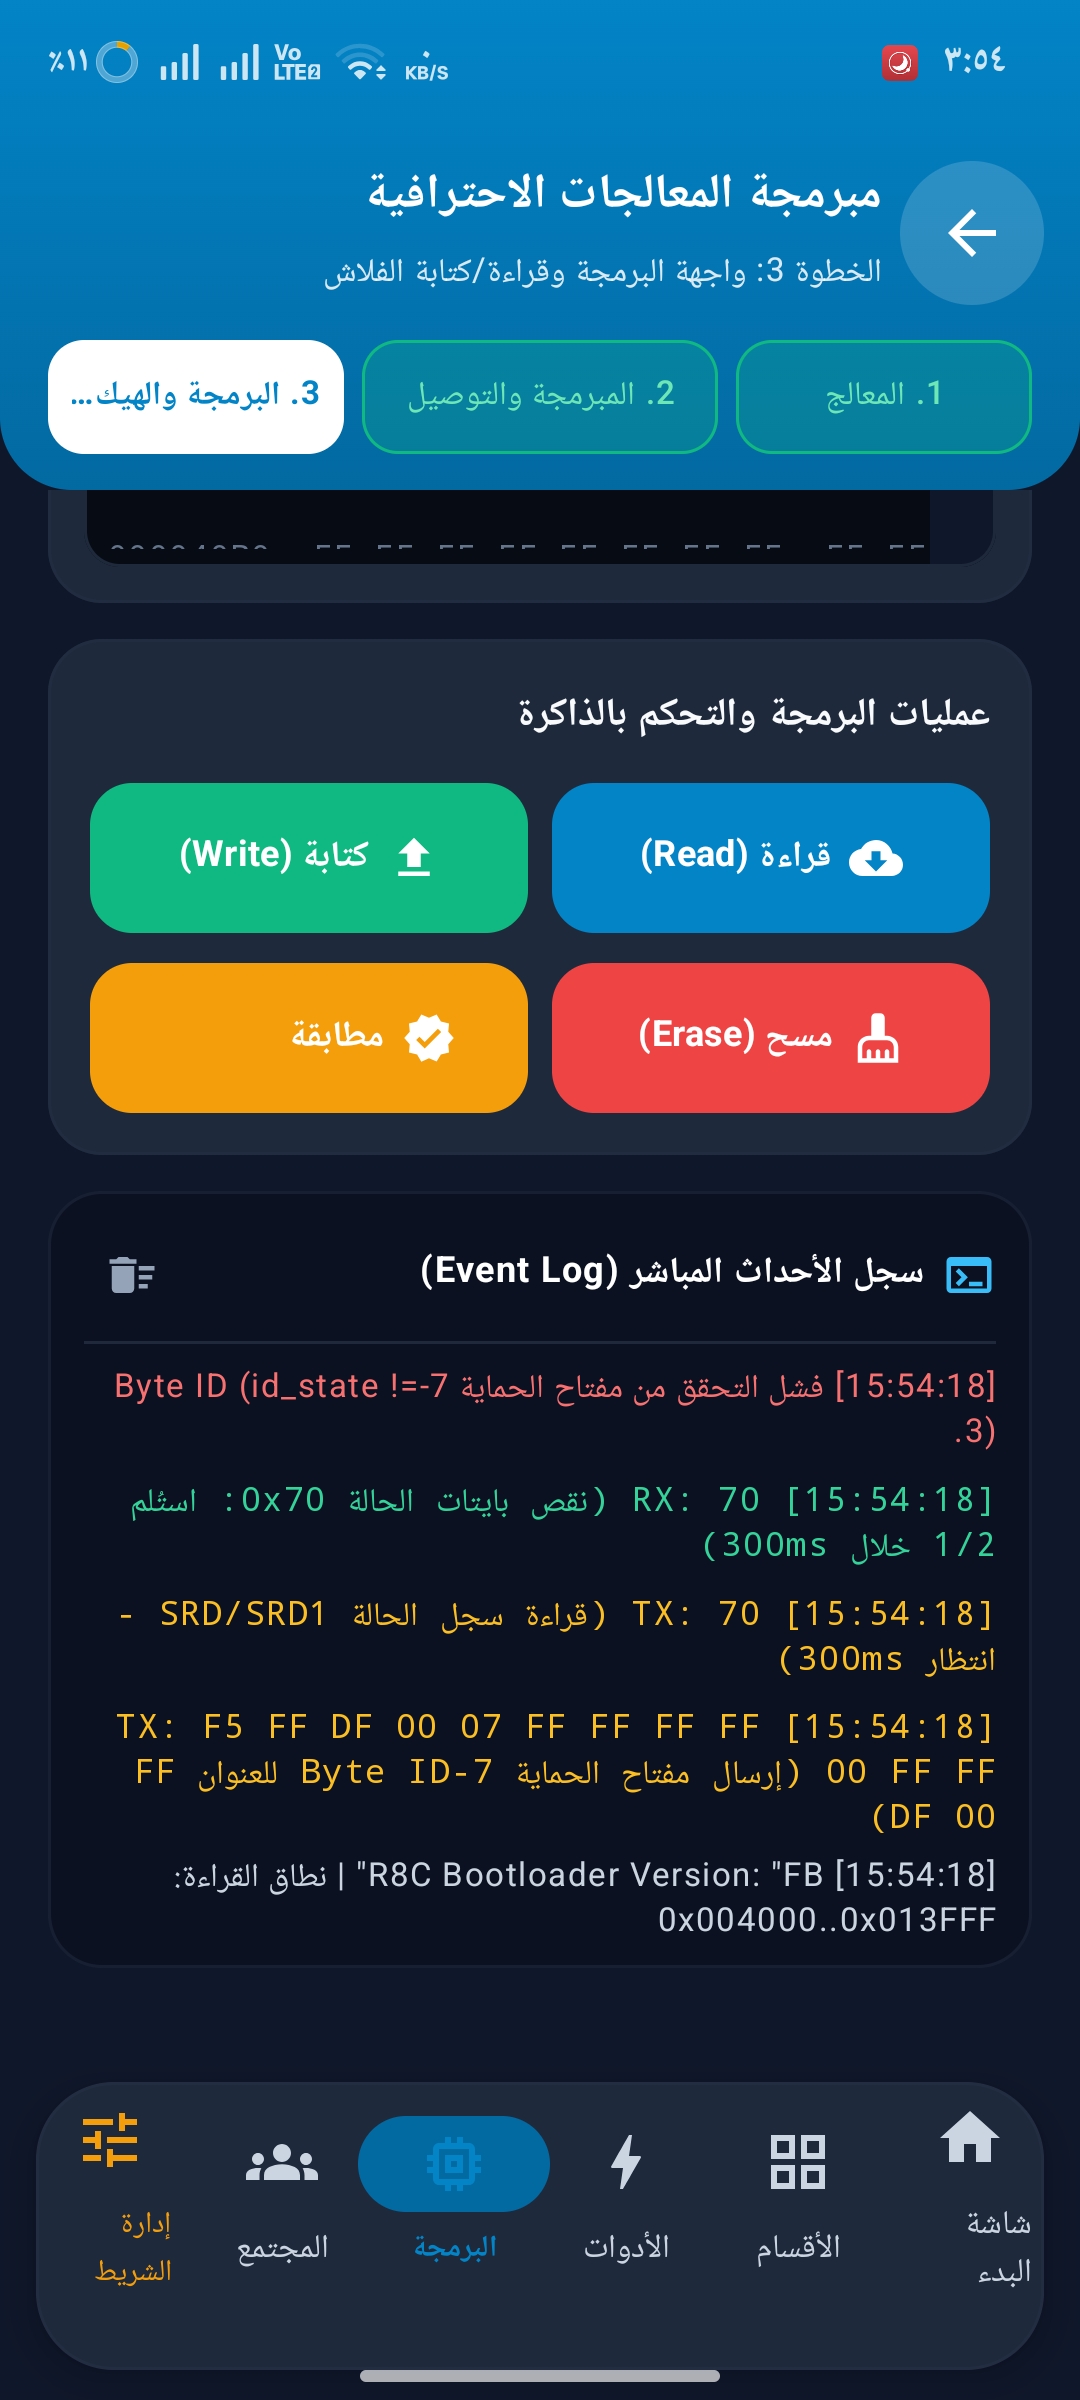 ٣:٥٤
KB/S
Vo
LTE2
٪١١
مبرمجة المعالجات الاحترافية
الخطوة 3: واجهة البرمجة وقراءة/كتابة الفلاش
1. المعالج
2. المبرمجة والتوصيل
3. البرمجة والهيك...
عمليات البرمجة والتحكم بالذاكرة
قراءة (Read)
كتابة (Write)
مسح (Erase)
مطابقة
سجل الأحداث المباشر (Event Log)
[15:54:18] فشل التحقق من مفتاح الحماية 7-Byte ID (id_state !=
3).
[15:54:18] RX: 70 (نقص بايتات الحالة 0x70: استُلم
1/2 خلال 300ms)
[15:54:18] TX: 70 (قراءة سجل الحالة SRD/SRD1 -
انتظار 300ms)
[15:54:18] TX: F5 FF DF 00 07 FF FF FF FF
FF FF 00 (إرسال مفتاح الحماية 7-Byte ID للعنوان FF
DF 00)
[15:54:18] R8C Bootloader Version: "FB" | نطاق القراءة:
0x004000..0x013FFF
شاشة
البدء
الأقسام
الأدوات
البرمجة
المجتمع
إدارة
الشريط